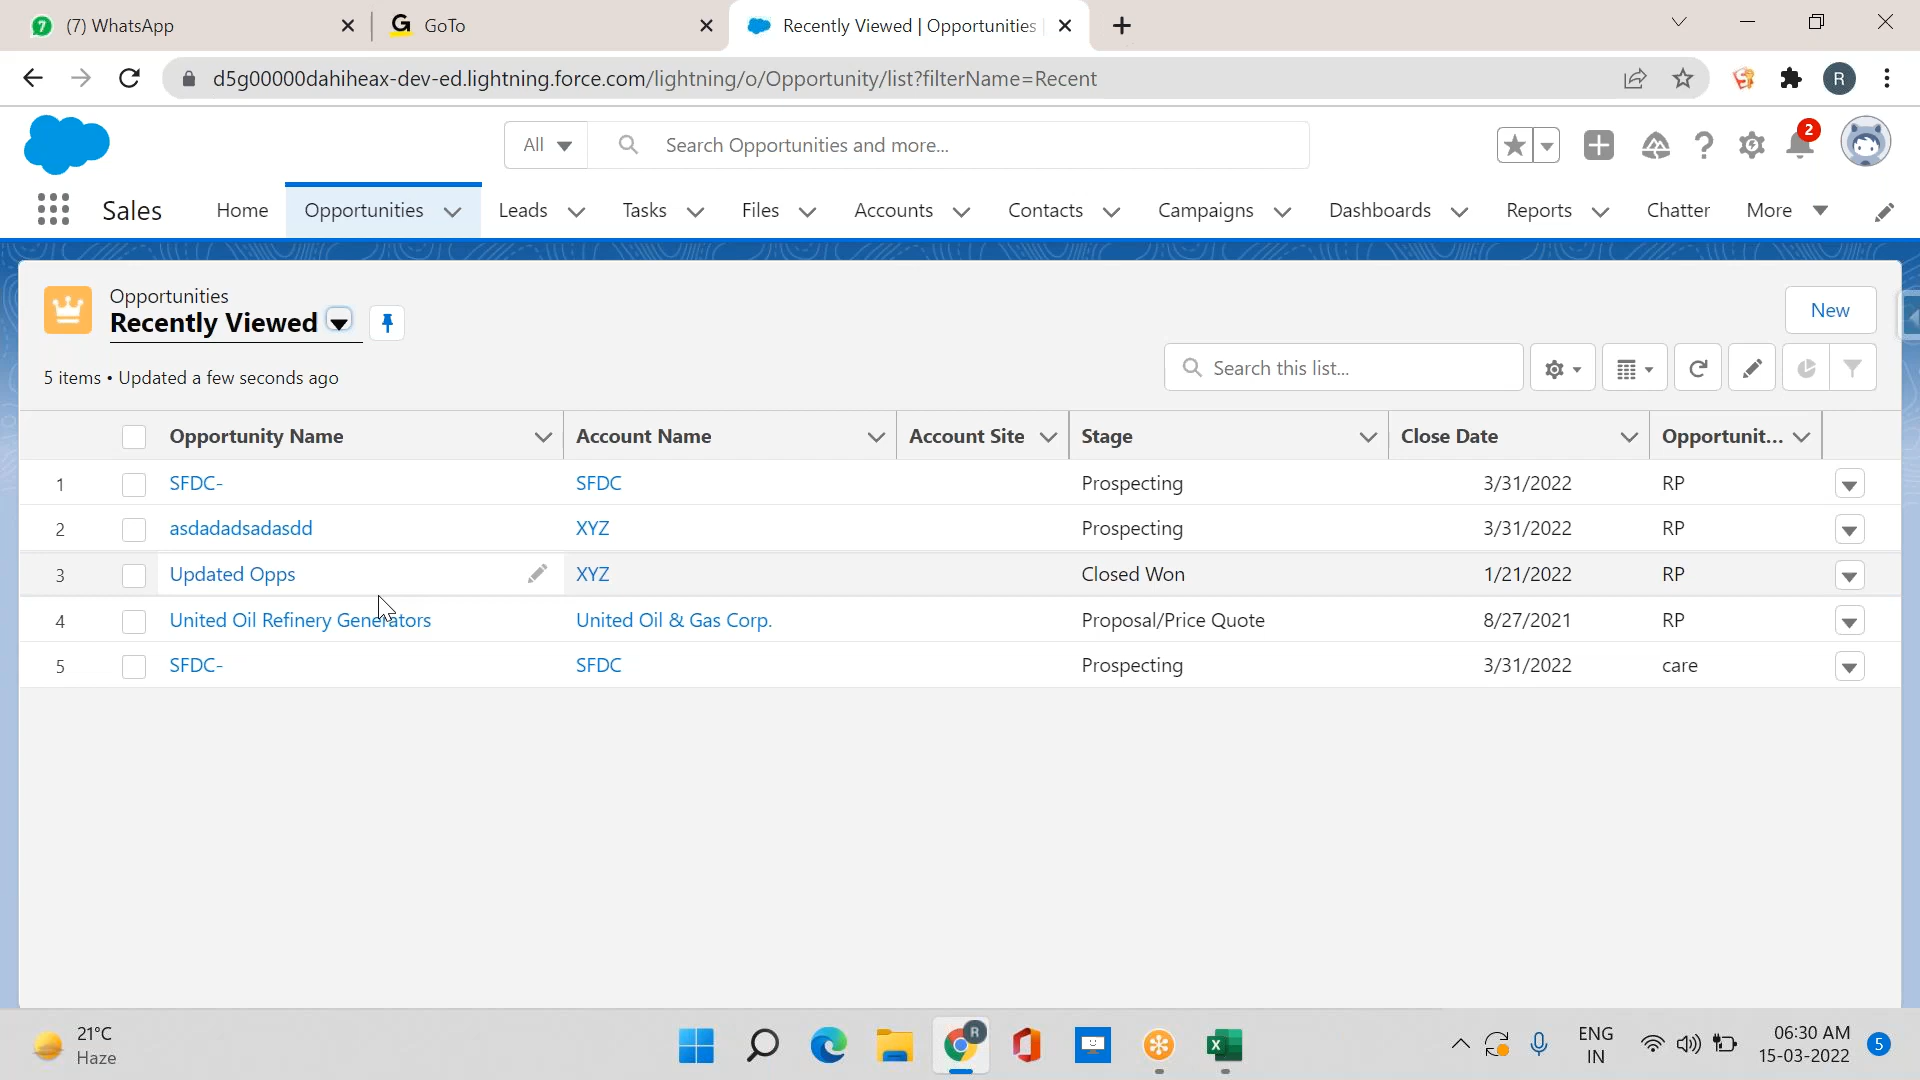 (7) WhatsApp
GoTo
Recently Viewed | Opportunities
d5g00000dahiheax-dev-ed.lightning.force.com/lightning/o/Opportunity/list?filterName=Recent
R
All
Search Opportunities and more...
2
Sales
Home
Opportunities
Leads
Tasks
Files
Accounts
Contacts
Campaigns
Dashboards
Reports
Chatter
More
Opportunities
Recently Viewed
New
5 items • Updated a few seconds ago
Search this list...
Opportunity Name Account Name Account Site Stage Close Date Opportunit...
1 SFDC- SFDC Prospecting 3/31/2022 RP
2 asdadadsadasdd XYZ Prospecting 3/31/2022 RP
3 Updated Opps XYZ Closed Won 1/21/2022 RP
4 United Oil Refinery Generators United Oil & Gas Corp. Proposal/Price Quote 8/27/2021 RP
5 SFDC- SFDC Prospecting 3/31/2022 care
21°C
Haze
R
ENG
IN
06:30 AM
15-03-2022
5